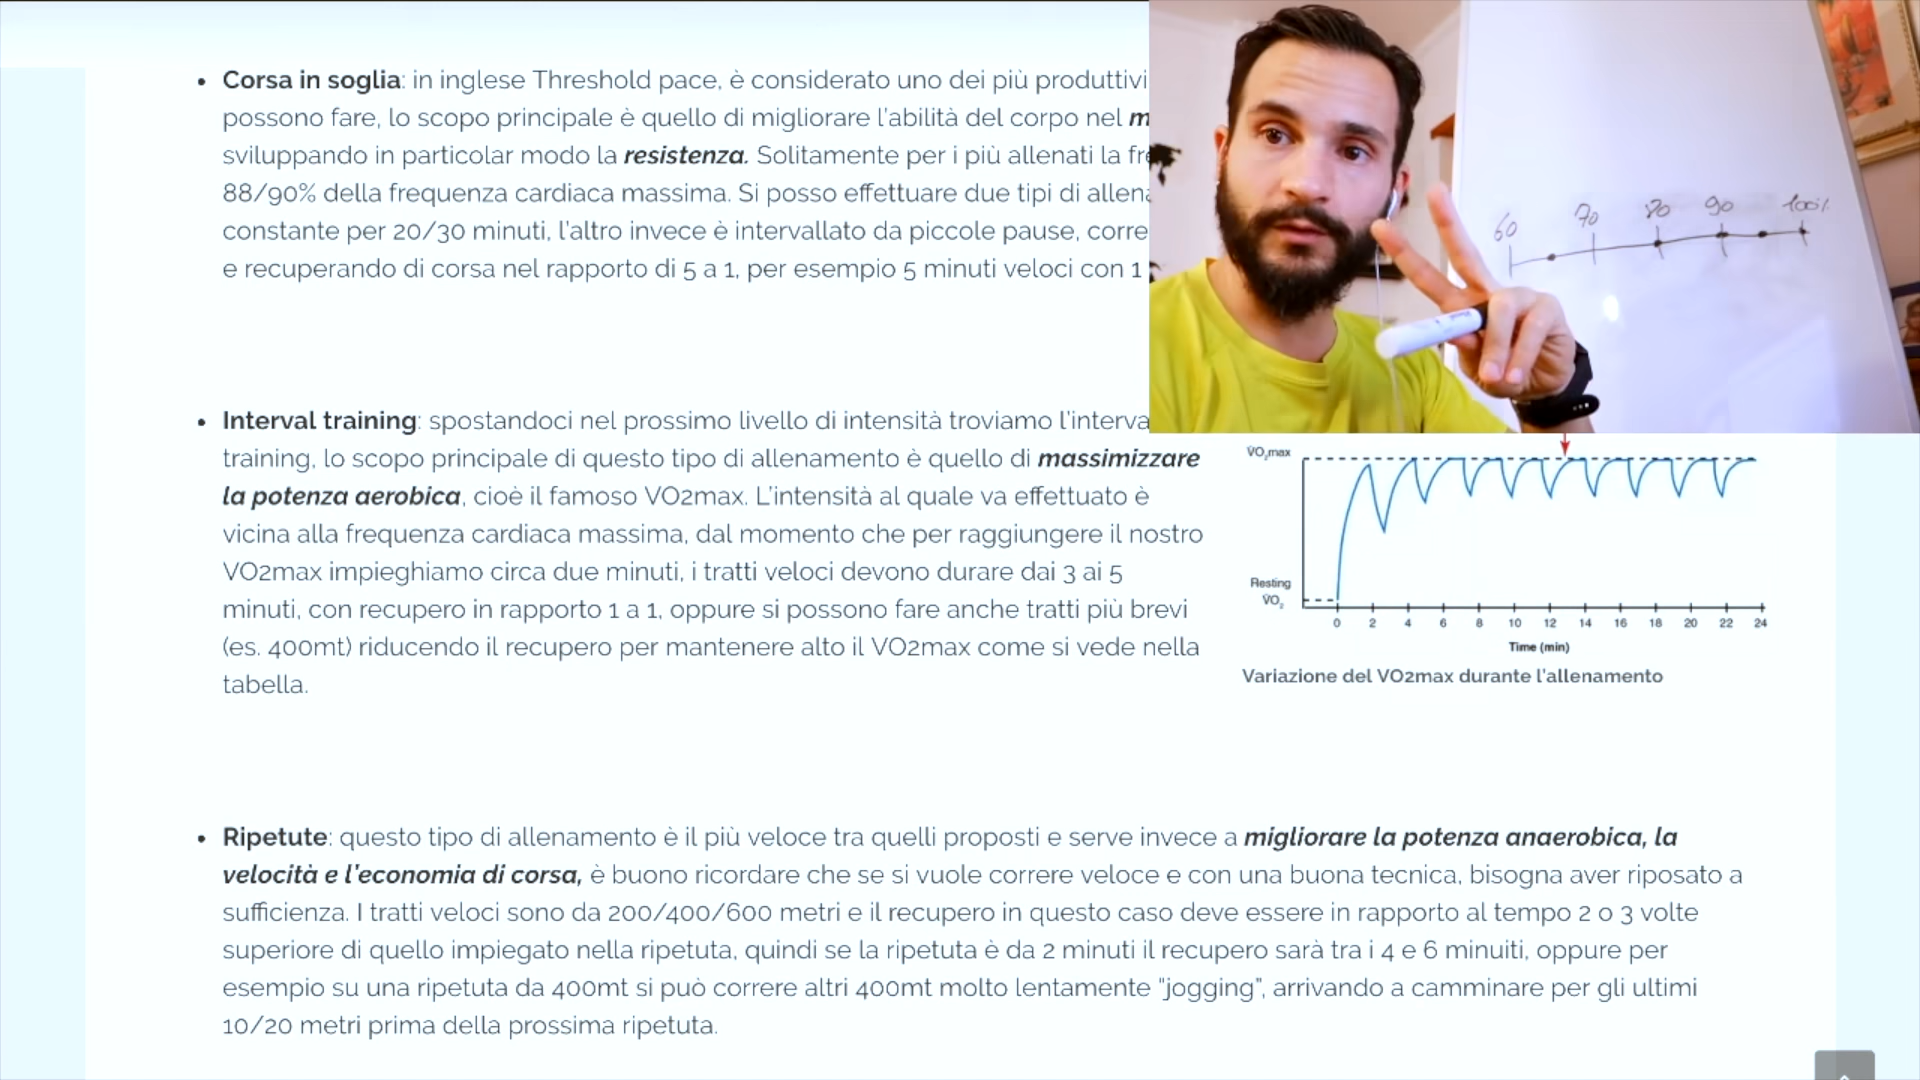 Corsa in soglia: in inglese Threshold pace, è considerato uno dei più produttivi
possono fare, lo scopo principale è quello di migliorare l'abilità del corpo nel
sviluppando in particolar modo la resistenza. Solitamente per i più allenati la
88/90% della frequenza cardiaca massima. Si posso effettuare due tipi di
constante per 20/30 minuti, l'altro invece è intervallato da piccole pause,
e recuperando di corsa nel rapporto di 5 a 1, per esempio 5 minuti veloci con 1
60 70 80 90 100%
Interval training: spostandoci nel prossimo livello di intensità troviamo
training, lo scopo principale di questo tipo di allenamento è quello di massimizzare
la potenza aerobica, cioè il famoso VO2max. L'intensità al quale va effettuato è
vicina alla frequenza cardiaca massima, dal momento che per raggiungere il nostro
VO2max impieghiamo circa due minuti, i tratti veloci devono durare dai 3 ai 5
minuti, con recupero in rapporto 1 a 1, oppure si possono fare anche tratti più brevi
(es. 400mt) riducendo il recupero per mantenere alto il VO2max come si vede nella
tabella.
V̇O₂max
Resting
V̇O₂
0 2 4 6 8 10 12 14 16 18 20 22 24
Time (min)
Variazione del VO2max durante l'allenamento
Ripetute: questo tipo di allenamento è il più veloce tra quelli proposti e serve invece a migliorare la potenza anaerobica, la
velocità e l'economia di corsa, è buono ricordare che se si vuole correre veloce e con una buona tecnica, bisogna aver riposato a
sufficienza. I tratti veloci sono da 200/400/600 metri e il recupero in questo caso deve essere in rapporto al tempo 2 o 3 volte
superiore di quello impiegato nella ripetuta, quindi se la ripetuta è da 2 minuti il recupero sarà tra i 4 e 6 minuiti, oppure per
esempio su una ripetuta da 400mt si può correre altri 400mt molto lentamente "jogging", arrivando a camminare per gli ultimi
10/20 metri prima della prossima ripetuta.